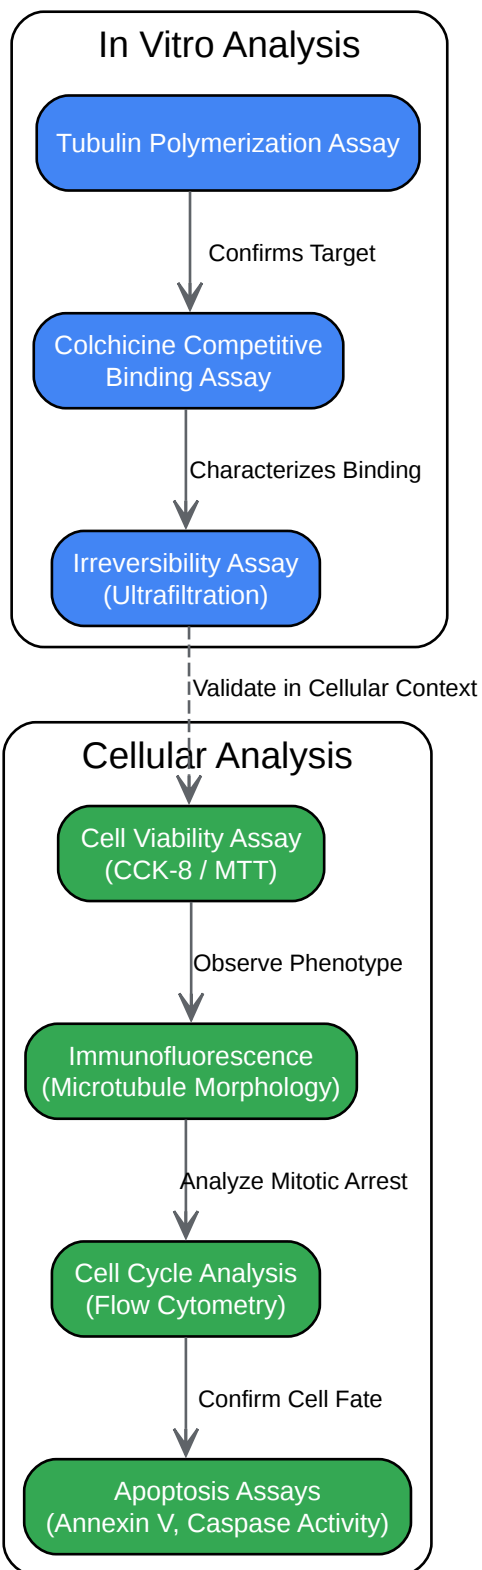 In Vitro Analysis
Tubulin Polymerization Assay
Confirms Target
Colchicine Competitive
Binding Assay
Characterizes Binding
Irreversibility Assay
(Ultrafiltration)
Validate in Cellular Context
Cellular Analysis
Cell Viability Assay
(CCK-8 / MTT)
Observe Phenotype
Immunofluorescence
(Microtubule Morphology)
Analyze Mitotic Arrest
Cell Cycle Analysis
(Flow Cytometry)
Confirm Cell Fate
Apoptosis Assays
(Annexin V, Caspase Activity)